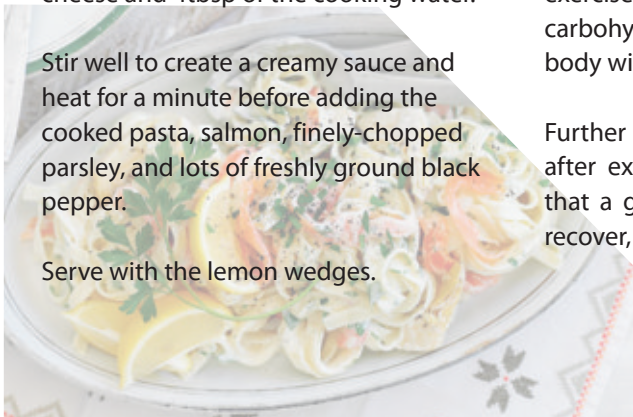 cheese and 4tbsp of the cooking water.
Stir well to create a creamy sauce and
heat for a minute before adding the
cooked pasta, salmon, finely-chopped
parsley, and lots of freshly ground black
pepper.
Serve with the lemon wedges.
exercise
carbohy
body wi
Further
after ex
that a g
recover,